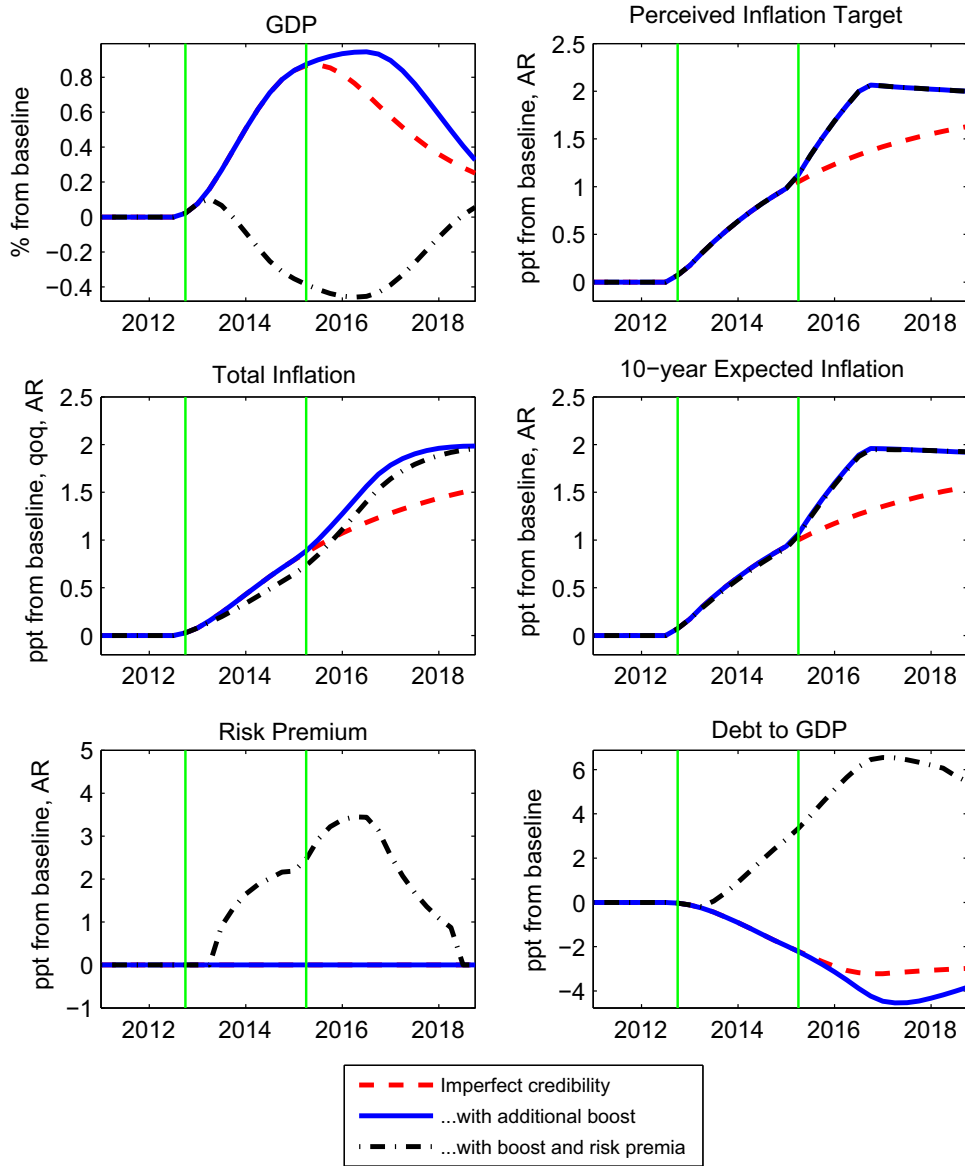 GDP
% from baseline
0.8
0.6
0.4
0.2
0
−0.2
−0.4
2012 2014 2016 2018
Perceived Inflation Target
ppt from baseline, AR
2.5
2
1.5
1
0.5
0
2012 2014 2016 2018
Total Inflation
ppt from baseline, qoq, AR
2.5
2
1.5
1
0.5
0
2012 2014 2016 2018
10−year Expected Inflation
ppt from baseline, AR
2.5
2
1.5
1
0.5
0
2012 2014 2016 2018
Risk Premium
ppt from baseline, AR
5
4
3
2
1
0
−1
2012 2014 2016 2018
Debt to GDP
ppt from baseline
6
4
2
0
−2
−4
2012 2014 2016 2018
Imperfect credibility
...with additional boost
...with boost and risk premia